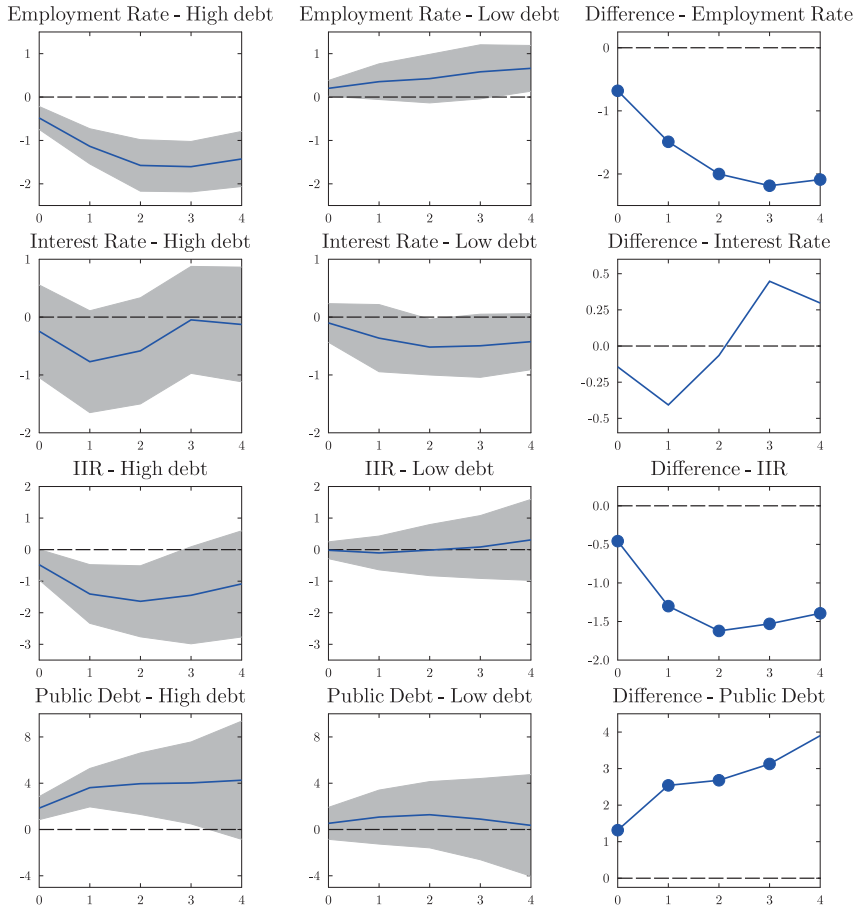 Employment Rate - High debt
Employment Rate - Low debt
Difference - Employment Rate
1
0
-1
-2
0 1 2 3 4
1
0
-1
-2
0 1 2 3 4
0
-1
-2
0 1 2 3 4
Interest Rate - High debt
Interest Rate - Low debt
Difference - Interest Rate
1
0
-1
-2
0 1 2 3 4
1
0
-1
-2
0 1 2 3 4
0.5
0.25
0.0
-0.25
-0.5
0 1 2 3 4
IIR - High debt
IIR - Low debt
Difference - IIR
2
1
0
-1
-2
-3
0 1 2 3 4
2
1
0
-1
-2
-3
0 1 2 3 4
0.0
-0.5
-1.0
-1.5
-2.0
0 1 2 3 4
Public Debt - High debt
Public Debt - Low debt
Difference - Public Debt
8
4
0
-4
0 1 2 3 4
8
4
0
-4
0 1 2 3 4
4
3
2
1
0
0 1 2 3 4